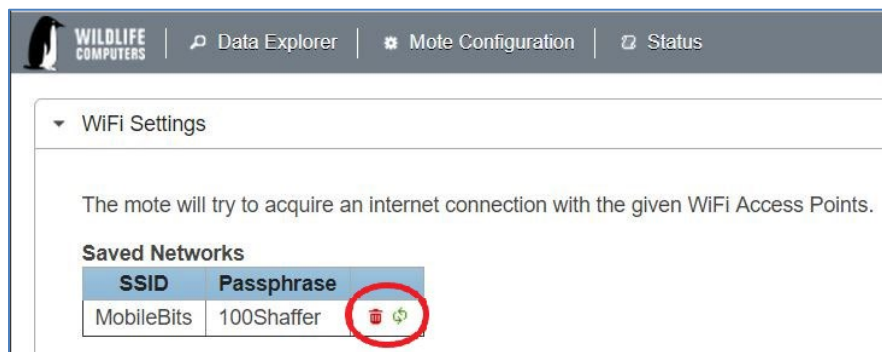 WILDLIFE
COMPUTERS
Data Explorer
Mote Configuration
Status
WiFi Settings
The mote will try to acquire an internet connection with the given WiFi Access Points.
Saved Networks
SSID Passphrase
MobileBits 100Shaffer